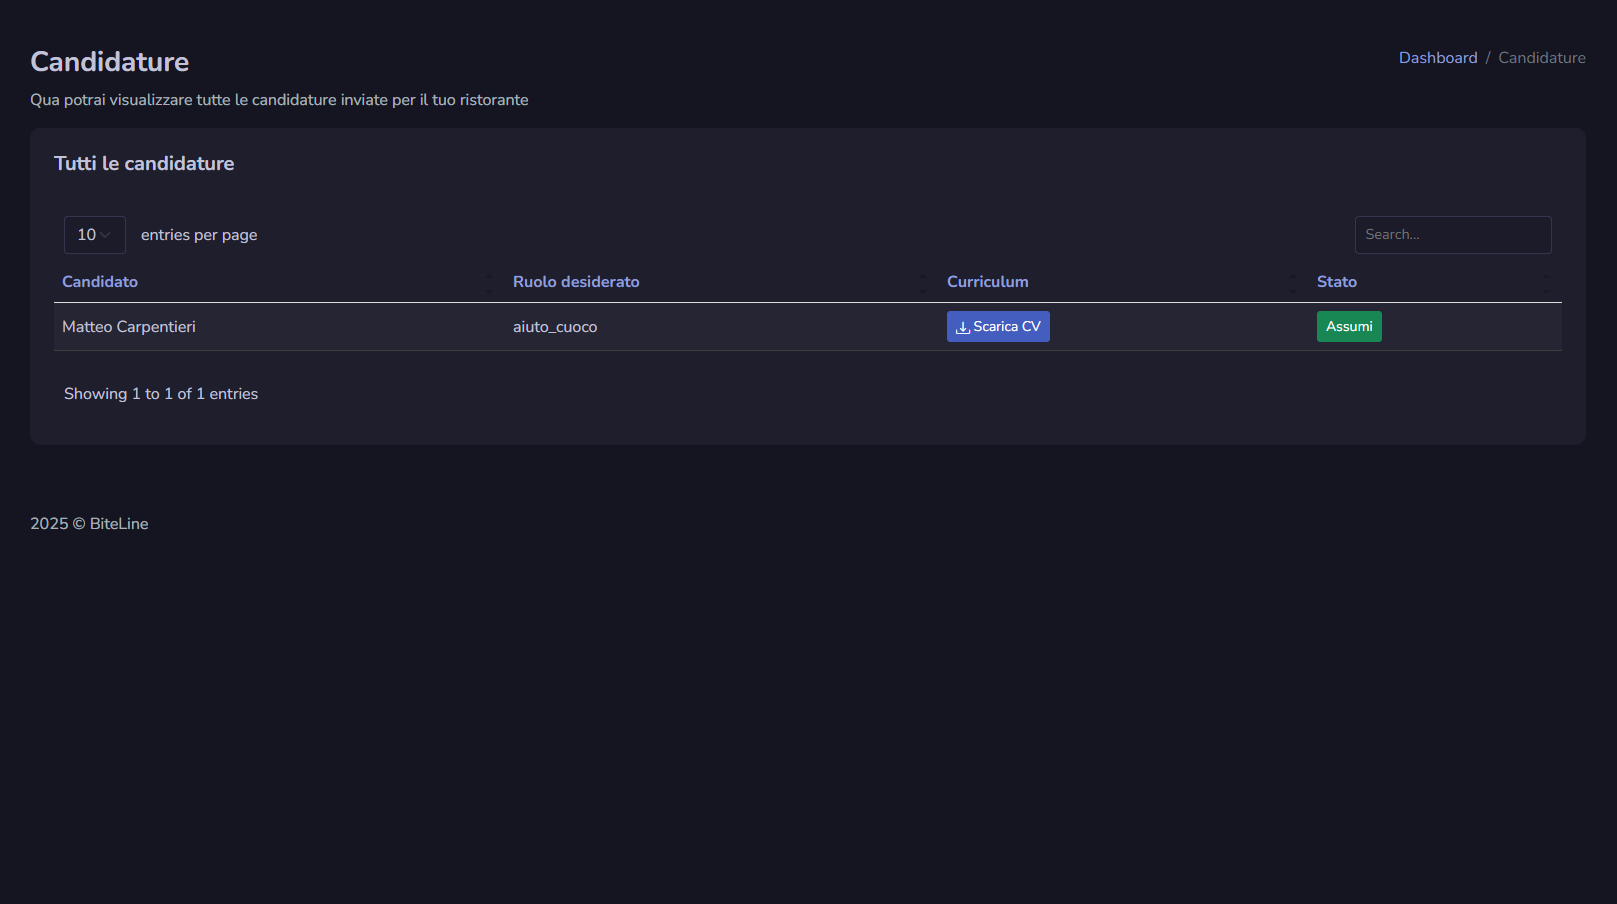 Candidature
Dashboard / Candidature
Qua potrai visualizzare tutte le candidature inviate per il tuo ristorante
Tutti le candidature
10 entries per page
Search...
Candidato Ruolo desiderato Curriculum Stato
Matteo Carpentieri aiuto_cuoco Scarica CV Assumi
Showing 1 to 1 of 1 entries
2025 © BiteLine